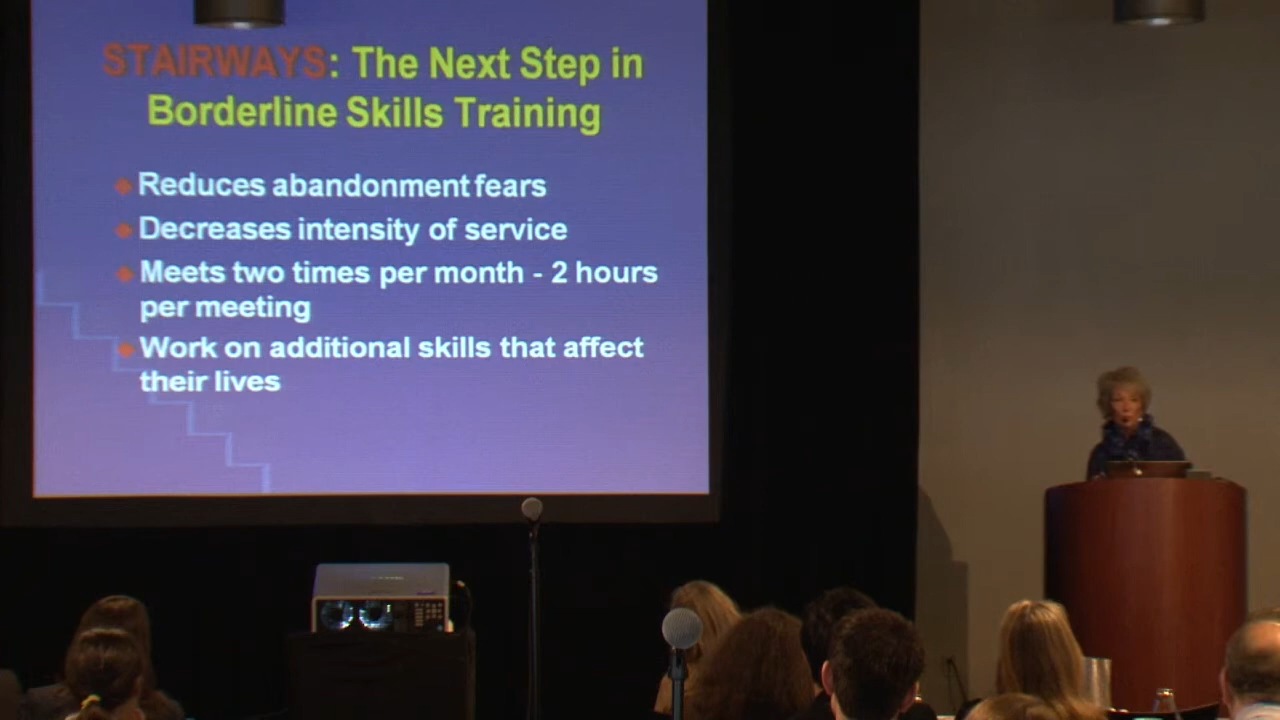 STAIRWAYS: The Next Step in
Borderline Skills Training
Reduces abandonment fears
Decreases intensity of service
Meets two times per month - 2 hours
per meeting
Work on additional skills that affect
their lives